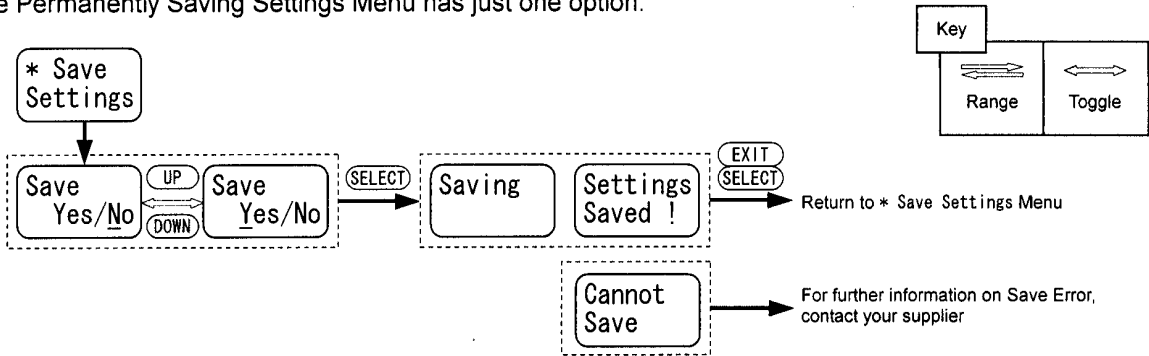 e Permanently Saving Settings Menu has just one option.
Key
Range
Toggle
* Save
Settings
Save
Yes/No
UP
DOWN
Save
Yes/No
SELECT
Saving
Settings
Saved !
EXIT
SELECT
Return to * Save Settings Menu
Cannot
Save
For further information on Save Error,
contact your supplier